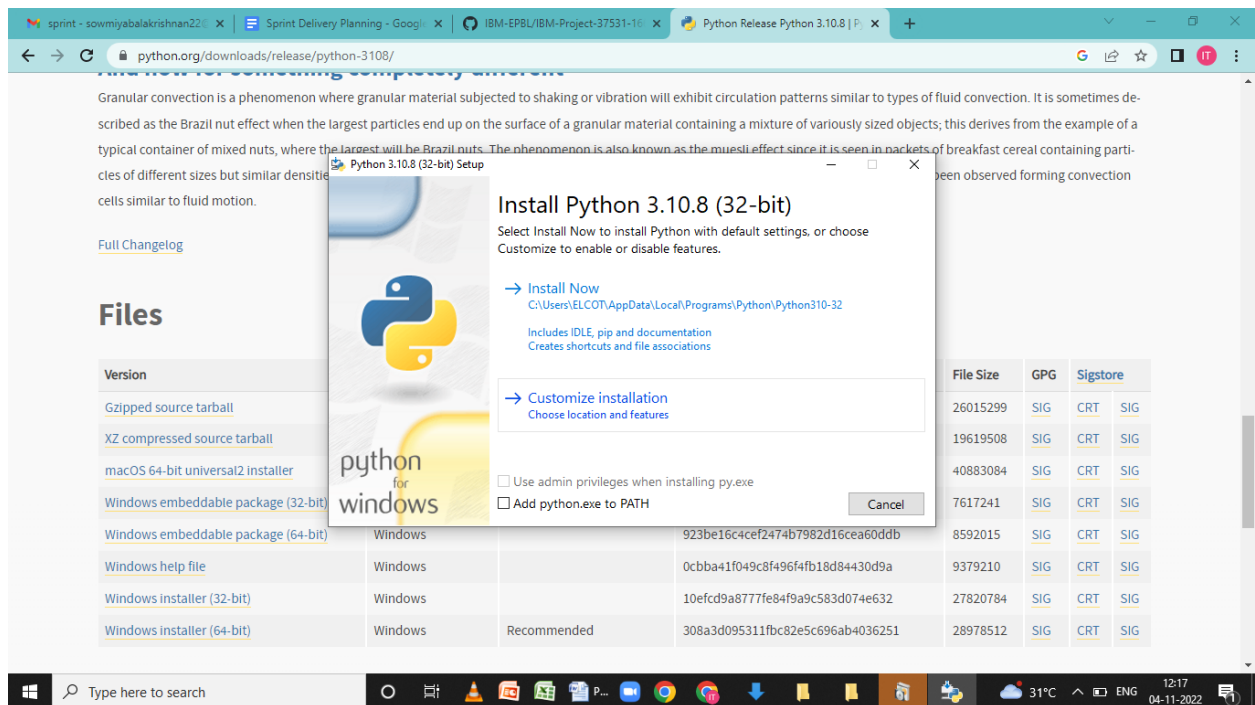 sprint - sowmiyabalakrishnan22
Sprint Delivery Planning - Google
IBM-EPBL/IBM-Project-37531-16
Python Release Python 3.10.8 | Py
python.org/downloads/release/python-3108/
G
IT
And now for something completely different
Granular convection is a phenomenon where granular material subjected to shaking or vibration will exhibit circulation patterns similar to types of fluid convection. It is sometimes de-
scribed as the Brazil nut effect when the largest particles end up on the surface of a granular material containing a mixture of variously sized objects; this derives from the example of a
typical container of mixed nuts, where the largest will be Brazil nuts. The phenomenon is also known as the muesli effect since it is seen in packets of breakfast cereal containing parti-
cles of different sizes but similar densitie
been observed forming convection
cells similar to fluid motion.
Full Changelog
Files
Python 3.10.8 (32-bit) Setup
Install Python 3.10.8 (32-bit)
Select Install Now to install Python with default settings, or choose
Customize to enable or disable features.
Install Now
C:\Users\ELCOT\AppData\Local\Programs\Python\Python310-32
Includes IDLE, pip and documentation
Creates shortcuts and file associations
Customize installation
Choose location and features
python
for
windows
Use admin privileges when installing py.exe
Add python.exe to PATH
Cancel
Version File Size GPG Sigstore
Gzipped source tarball 26015299 SIG CRT SIG
XZ compressed source tarball 19619508 SIG CRT SIG
macOS 64-bit universal2 installer 40883084 SIG CRT SIG
Windows embeddable package (32-bit) 7617241 SIG CRT SIG
Windows embeddable package (64-bit) Windows 923be16c4cef2474b7982d16cea60ddb 8592015 SIG CRT SIG
Windows help file Windows 0cbba41f049c8f496f4fb18d84430d9a 9379210 SIG CRT SIG
Windows installer (32-bit) Windows 10efcd9a8777fe84f9a9c583d074e632 27820784 SIG CRT SIG
Windows installer (64-bit) Windows Recommended 308a3d095311fbc82e5c696ab4036251 28978512 SIG CRT SIG
Type here to search
P...
31°C
ENG
12:17
04-11-2022
1